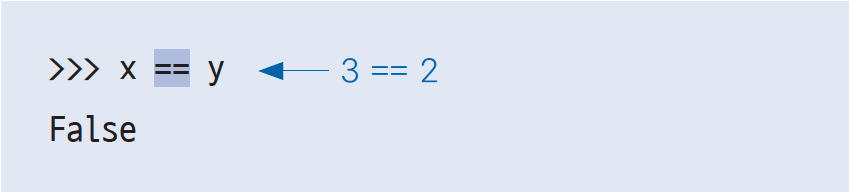 >>> x == y 3 == 2
False